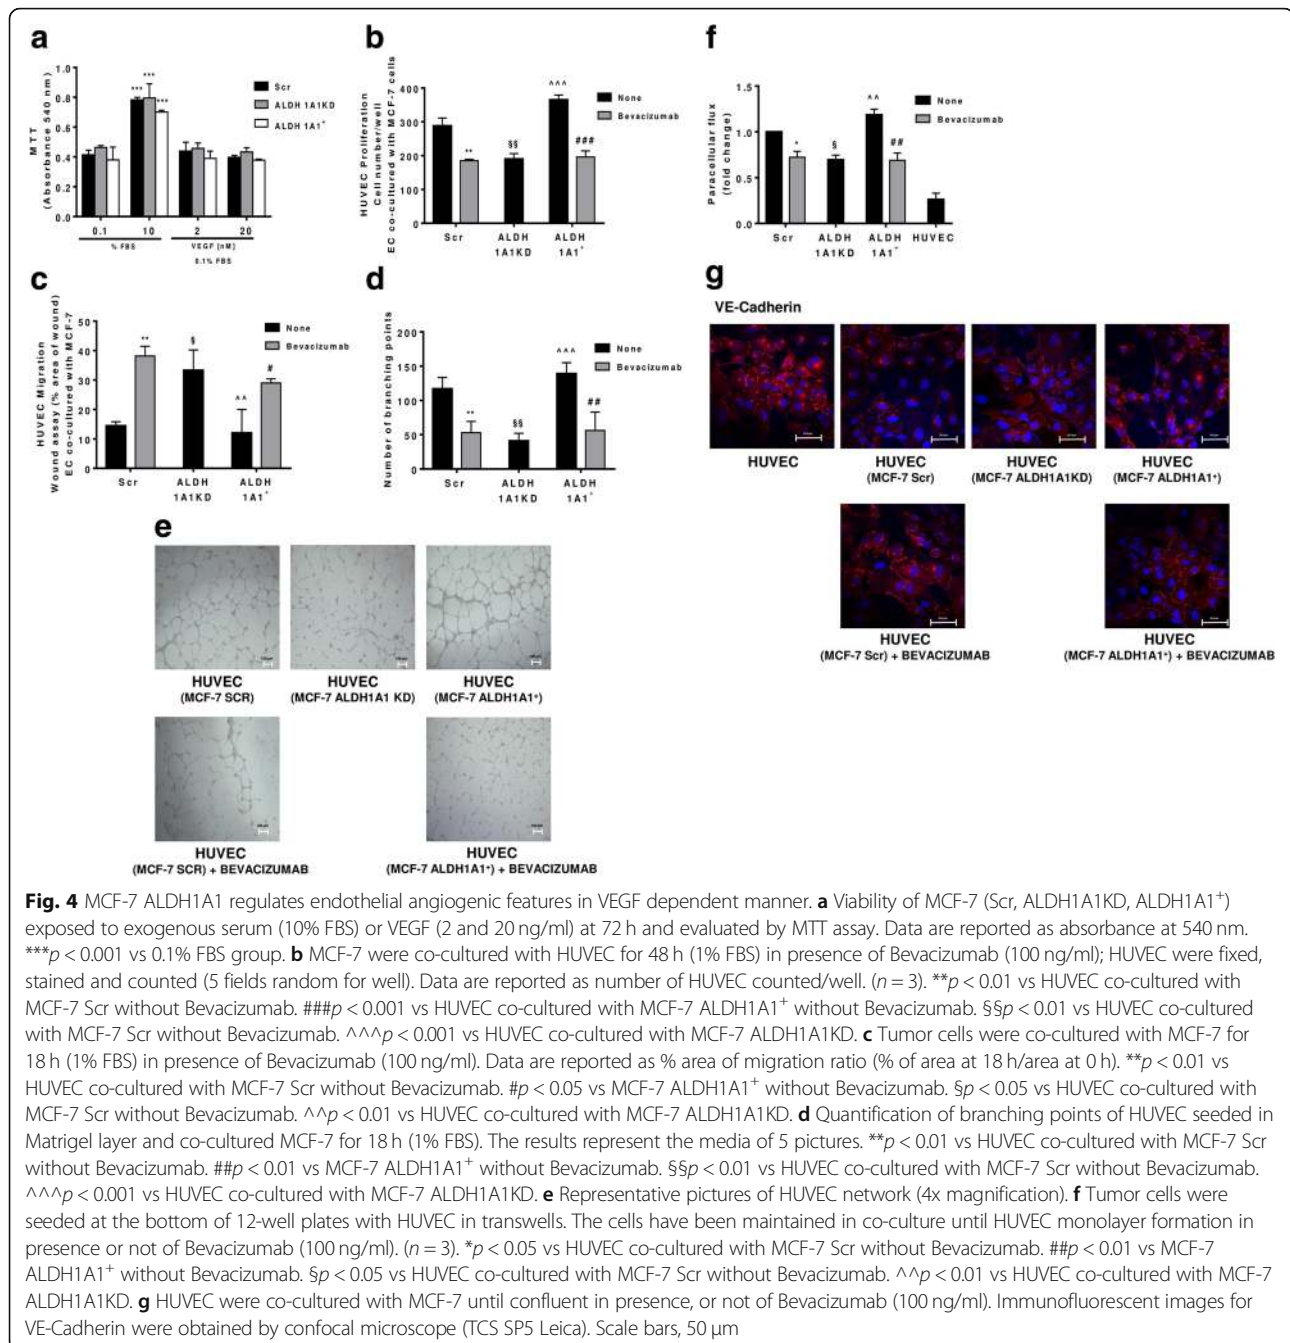 a
MTT
(Absorbance 540 nm)
1.0
0.8
0.6
0.4
0.2
0.0
***
***
***
Scr
ALDH 1A1KD
ALDH 1A1+
0.1 10 2 20
% FBS VEGF [nM]
0.1% FBS
b
HUVEC Proliferation
Cell number/well
EC co-cultured with MCF-7 cells
400
300
200
100
0
**
§§
^^^
###
None
Bevacizumab
Scr ALDH ALDH
1A1KD 1A1+
f
Paracellular flux
(fold change)
1.5
1.0
0.5
0.0
*
§
^^
##
None
Bevacizumab
Scr ALDH ALDH HUVEC
1A1KD 1A1+
c
HUVEC Migration
Wound assay (% area of wound)
EC co-cultured with MCF-7
50
40
30
20
10
0
**
§
^^
#
None
Bevacizumab
Scr ALDH ALDH
1A1KD 1A1+
d
Number of branching points
200
150
100
50
0
**
§§
^^^
##
None
Bevacizumab
Scr ALDH ALDH
1A1KD 1A1+
g
VE-Cadherin
HUVEC HUVEC HUVEC HUVEC
(MCF-7 Scr) (MCF-7 ALDH1A1KD) (MCF-7 ALDH1A1+)
HUVEC HUVEC
(MCF-7 Scr) + BEVACIZUMAB (MCF-7 ALDH1A1+) + BEVACIZUMAB
e
HUVEC HUVEC HUVEC
(MCF-7 SCR) (MCF-7 ALDH1A1 KD) (MCF-7 ALDH1A1+)
HUVEC HUVEC
(MCF-7 SCR) + BEVACIZUMAB (MCF-7 ALDH1A1+) + BEVACIZUMAB
Fig. 4 MCF-7 ALDH1A1 regulates endothelial angiogenic features in VEGF dependent manner. a Viability of MCF-7 (Scr, ALDH1A1KD, ALDH1A1+)
exposed to exogenous serum (10% FBS) or VEGF (2 and 20 ng/ml) at 72 h and evaluated by MTT assay. Data are reported as absorbance at 540 nm.
***p < 0.001 vs 0.1% FBS group. b MCF-7 were co-cultured with HUVEC for 48 h (1% FBS) in presence of Bevacizumab (100 ng/ml); HUVEC were fixed,
stained and counted (5 fields random for well). Data are reported as number of HUVEC counted/well. (n = 3). **p < 0.01 vs HUVEC co-cultured with
MCF-7 Scr without Bevacizumab. ###p < 0.001 vs HUVEC co-cultured with MCF-7 ALDH1A1+ without Bevacizumab. §§p < 0.01 vs HUVEC co-cultured
with MCF-7 Scr without Bevacizumab. ^^^p < 0.001 vs HUVEC co-cultured with MCF-7 ALDH1A1KD. c Tumor cells were co-cultured with MCF-7 for
18 h (1% FBS) in presence of Bevacizumab (100 ng/ml). Data are reported as % area of migration ratio (% of area at 18 h/area at 0 h). **p < 0.01 vs
HUVEC co-cultured with MCF-7 Scr without Bevacizumab. #p < 0.05 vs MCF-7 ALDH1A1+ without Bevacizumab. §p < 0.05 vs HUVEC co-cultured with
MCF-7 Scr without Bevacizumab. ^^p < 0.01 vs HUVEC co-cultured with MCF-7 ALDH1A1KD. d Quantification of branching points of HUVEC seeded in
Matrigel layer and co-cultured MCF-7 for 18 h (1% FBS). The results represent the media of 5 pictures. **p < 0.01 vs HUVEC co-cultured with MCF-7 Scr
without Bevacizumab. ##p < 0.01 vs MCF-7 ALDH1A1+ without Bevacizumab. §§p < 0.01 vs HUVEC co-cultured with MCF-7 Scr without Bevacizumab.
^^^p < 0.001 vs HUVEC co-cultured with MCF-7 ALDH1A1KD. e Representative pictures of HUVEC network (4x magnification). f Tumor cells were
seeded at the bottom of 12-well plates with HUVEC in transwells. The cells have been maintained in co-culture until HUVEC monolayer formation in
presence or not of Bevacizumab (100 ng/ml). (n = 3). *p < 0.05 vs HUVEC co-cultured with MCF-7 Scr without Bevacizumab. ##p < 0.01 vs MCF-7
ALDH1A1+ without Bevacizumab. §p < 0.05 vs HUVEC co-cultured with MCF-7 Scr without Bevacizumab. ^^p < 0.01 vs HUVEC co-cultured with MCF-7
ALDH1A1KD. g HUVEC were co-cultured with MCF-7 until confluent in presence, or not of Bevacizumab (100 ng/ml). Immunofluorescent images for
VE-Cadherin were obtained by confocal microscope (TCS SP5 Leica). Scale bars, 50 μm